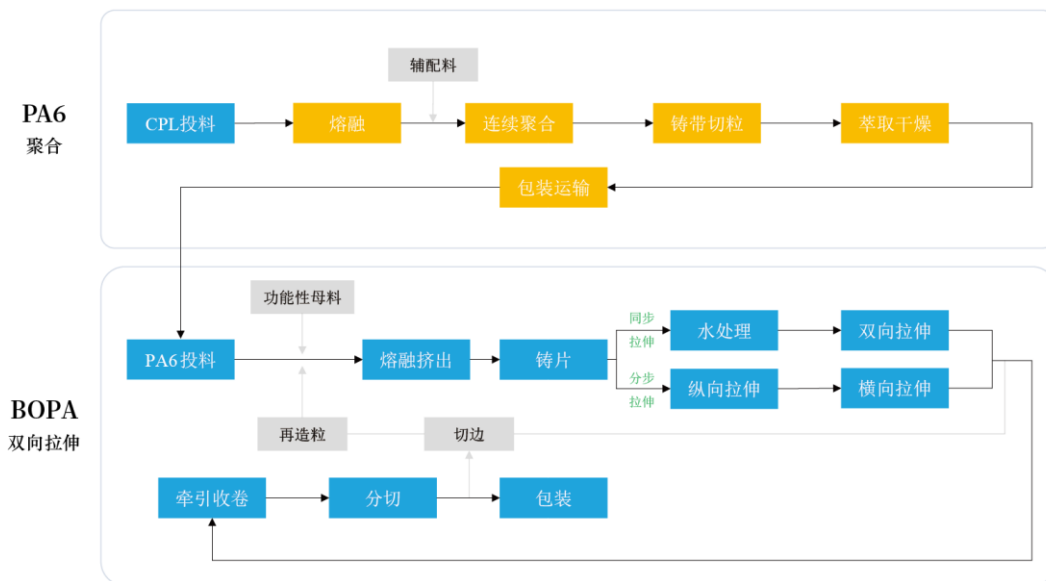 PA6
聚合
辅配料
CPL投料
熔融
连续聚合
铸带切粒
萃取干燥
包装运输
BOPA
双向拉伸
功能性母料
PA6投料
熔融挤出
铸片
同步
拉伸
水处理
双向拉伸
分步
拉伸
纵向拉伸
横向拉伸
再造粒
切边
牵引收卷
分切
包装